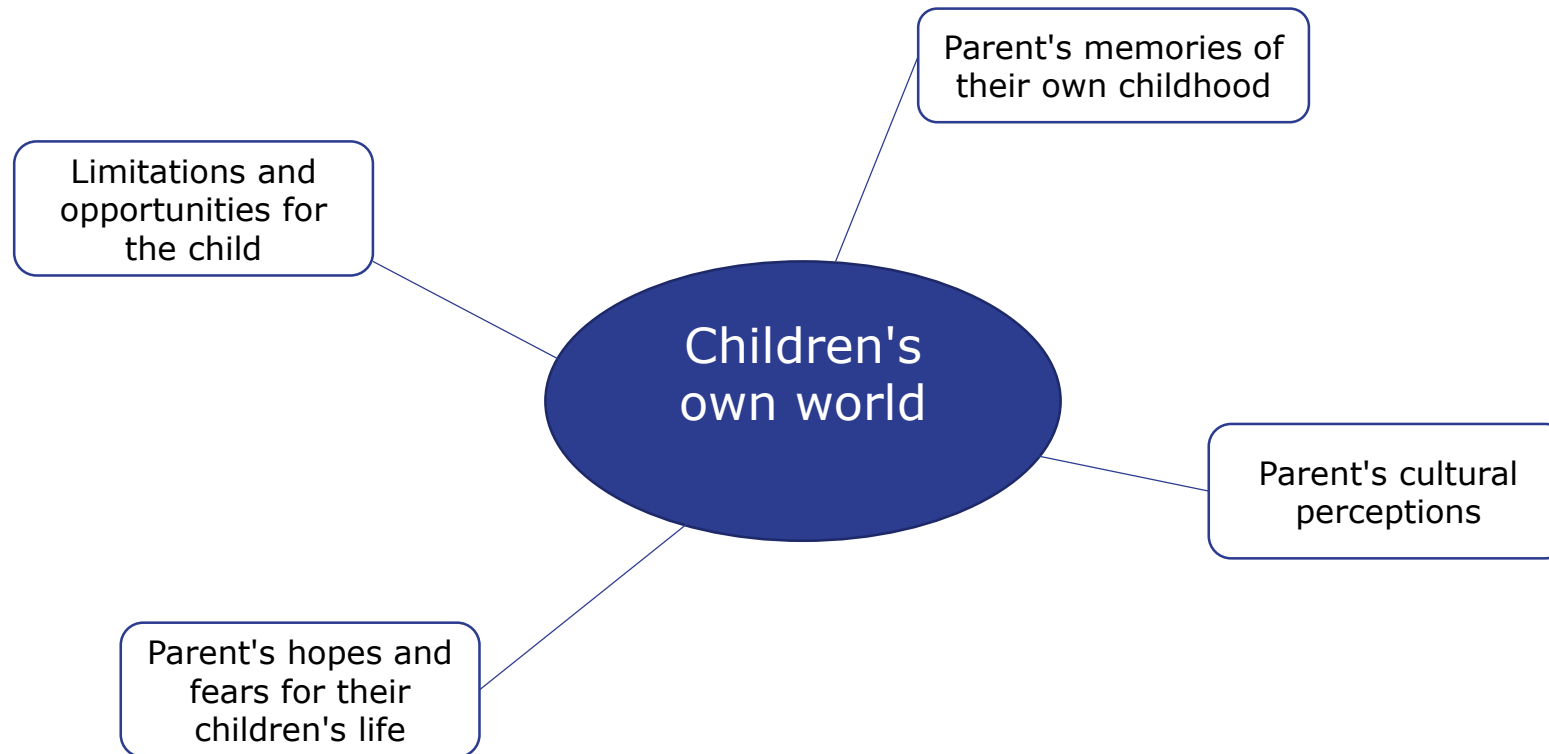 Parent's memories of
their own childhood
Limitations and
opportunities for
the child
Children's
own world
Parent's cultural
perceptions
Parent's hopes and
fears for their
children's life